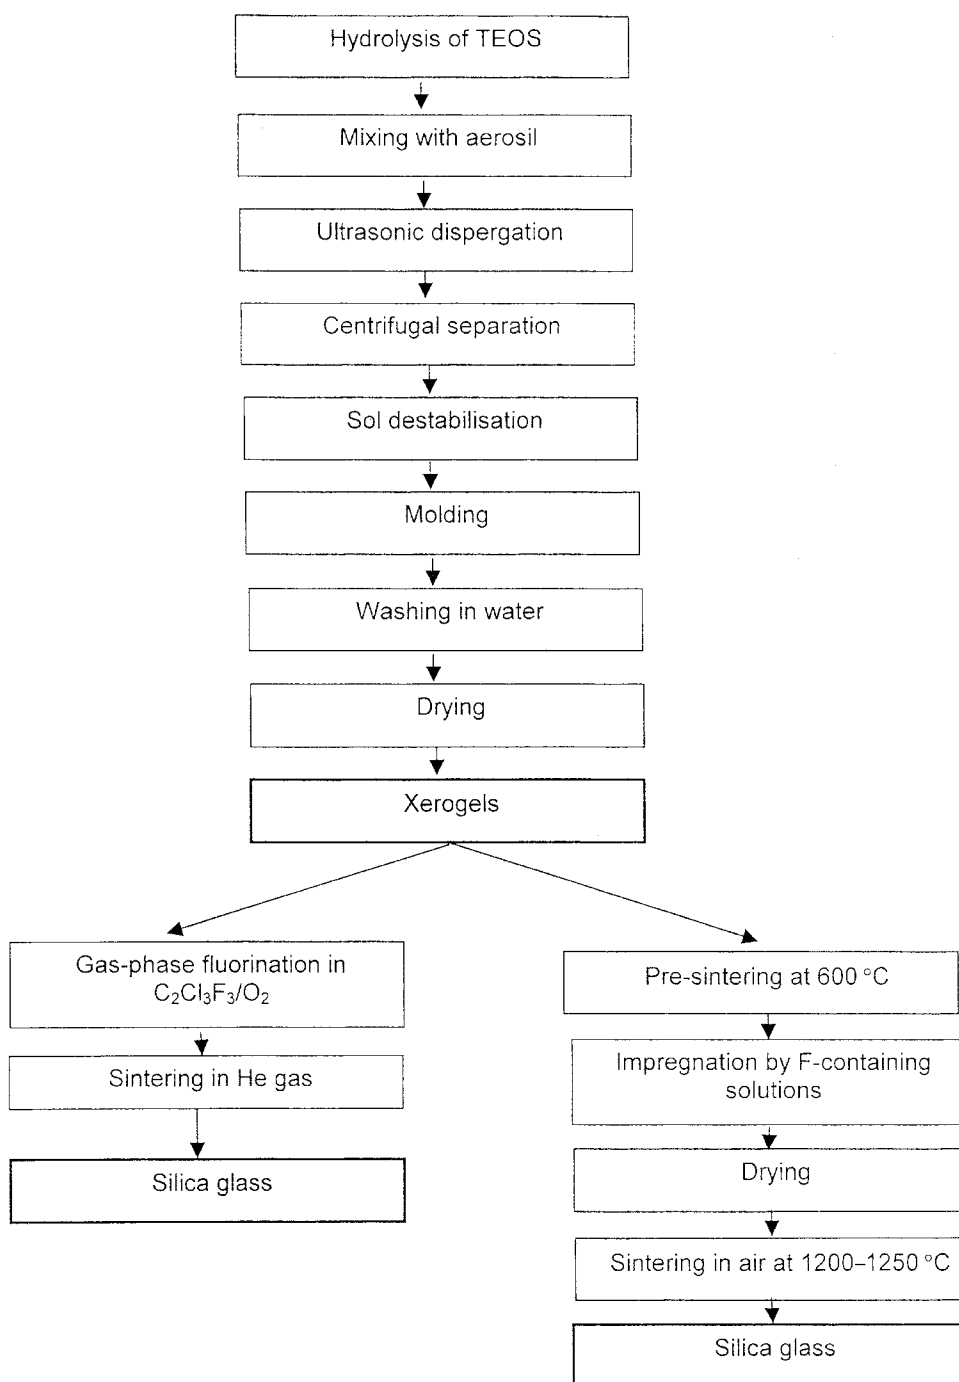 Hydrolysis of TEOS
Mixing with aerosil
Ultrasonic dispergation
Centrifugal separation
Sol destabilisation
Molding
Washing in water
Drying
Xerogels
Gas-phase fluorination in
C₂Cl₃F₃/O₂
Sintering in He gas
Silica glass
Pre-sintering at 600 °C
Impregnation by F-containing
solutions
Drying
Sintering in air at 1200–1250 °C
Silica glass